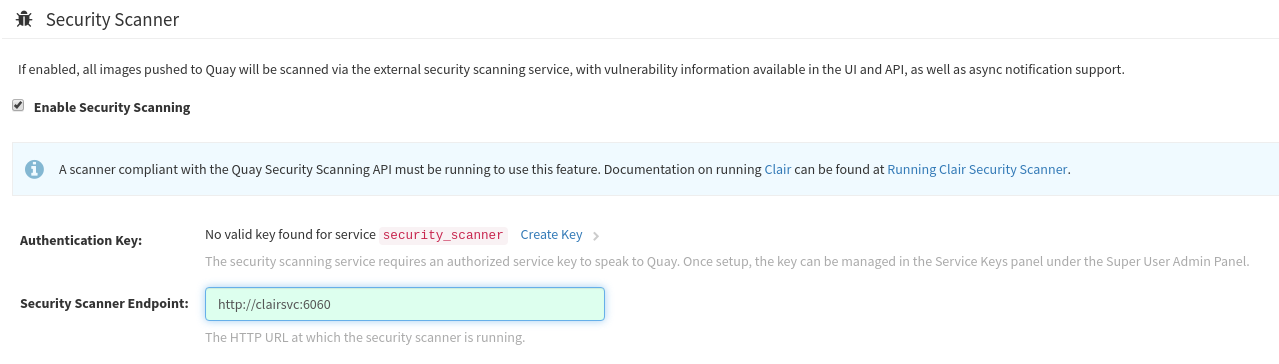 Security Scanner
If enabled, all images pushed to Quay will be scanned via the external security scanning service, with vulnerability information available in the UI and API, as well as async notification support.
Enable Security Scanning
A scanner compliant with the Quay Security Scanning API must be running to use this feature. Documentation on running Clair can be found at Running Clair Security Scanner.
Authentication Key: No valid key found for service security_scanner Create Key
The security scanning service requires an authorized service key to speak to Quay. Once setup, the key can be managed in the Service Keys panel under the Super User Admin Panel.
Security Scanner Endpoint: http://clairsvc:6060
The HTTP URL at which the security scanner is running.